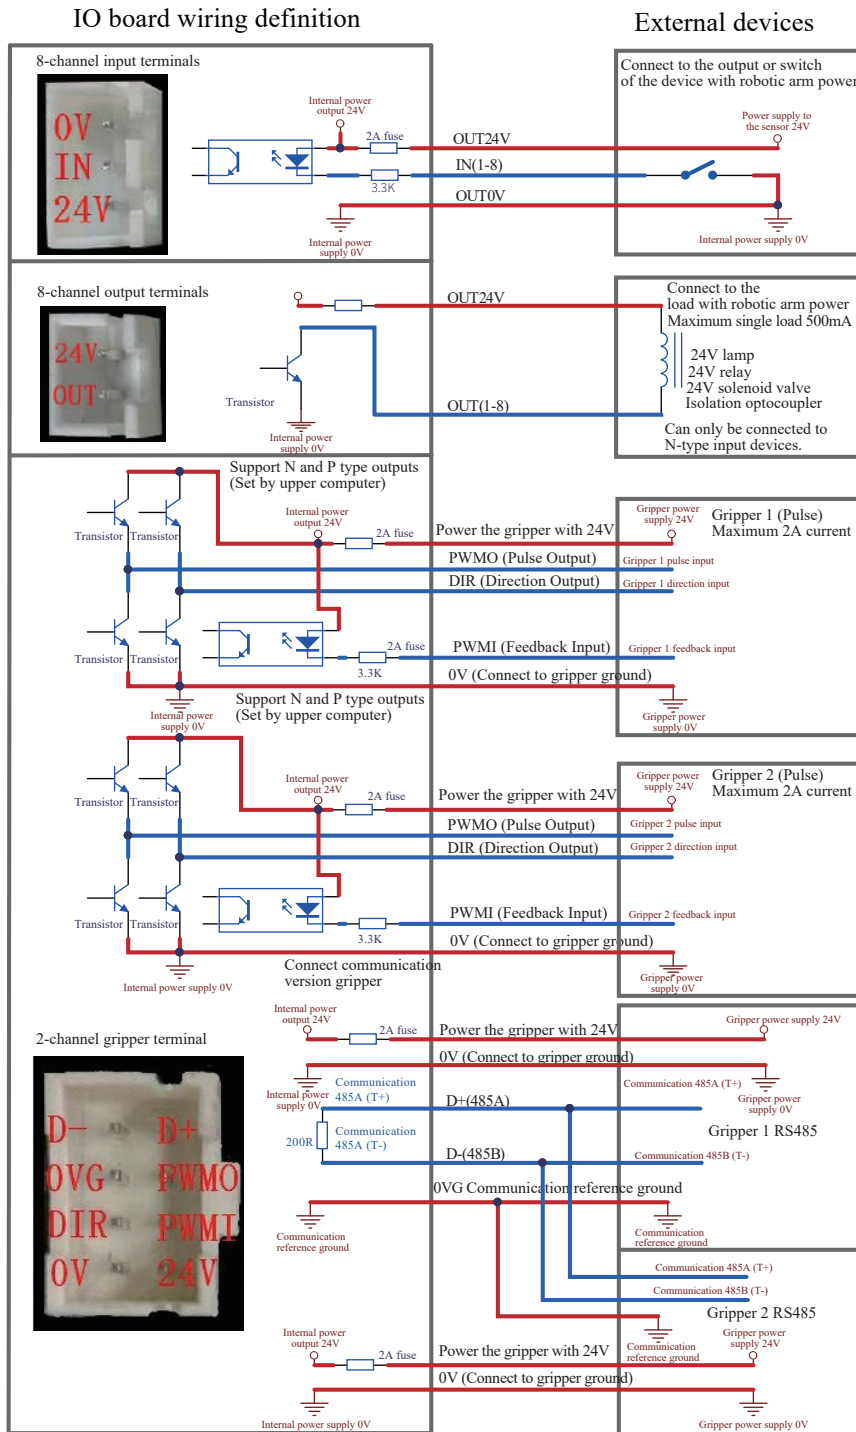 IO board wiring definition
External devices
8-channel input terminals
0V
IN
24V
Internal power
output 24V
2A fuse
3.3K
OUT24V
IN(1-8)
OUT0V
Internal power
supply 0V
Connect to the output or switch
of the device with robotic arm power
Power supply to
the sensor 24V
Internal power supply 0V
8-channel output terminals
24V
OUT
OUT24V
Transistor
OUT(1-8)
Internal power
supply 0V
Connect to the
load with robotic arm power
Maximum single load 500mA
24V lamp
24V relay
24V solenoid valve
Isolation optocoupler
Can only be connected to
N-type input devices.
Support N and P type outputs
(Set by upper computer)
Transistor
Transistor
Internal power
output 24V
2A fuse
Power the gripper with 24V
PWMO (Pulse Output)
DIR (Direction Output)
Transistor
Transistor
2A fuse
3.3K
PWMI (Feedback Input)
0V (Connect to gripper ground)
Internal power
supply 0V
Gripper power
supply 24V
Gripper 1 (Pulse)
Maximum 2A current
Gripper 1 pulse input
Gripper 1 direction input
Gripper 1 feedback input
Gripper power
supply 0V
Support N and P type outputs
(Set by upper computer)
Transistor
Transistor
Internal power
output 24V
2A fuse
Power the gripper with 24V
PWMO (Pulse Output)
DIR (Direction Output)
Transistor
Transistor
3.3K
PWMI (Feedback Input)
0V (Connect to gripper ground)
Internal power supply 0V
Gripper power
supply 24V
Gripper 2 (Pulse)
Maximum 2A current
Gripper 2 pulse input
Gripper 2 direction input
Gripper 2 feedback input
Gripper power
supply 0V
Connect communication
version gripper
2-channel gripper terminal
D-
D+
0VG
PWMO
DIR
PWMI
0V
24V
Internal power
output 24V
2A fuse
Power the gripper with 24V
Gripper power supply 24V
0V (Connect to gripper ground)
Internal power
supply 0V
Communication
485A (T+)
D+(485A)
Communication 485A (T+)
Gripper power
supply 0V
200R
Communication
485A (T-)
Gripper 1 RS485
D-(485B)
Communication 485B (T-)
0VG Communication reference ground
Communication
reference ground
Communication
reference ground
Communication 485A (T+)
Communication 485B (T-)
Gripper 2 RS485
Communication
reference ground
Internal power
output 24V
2A fuse
Power the gripper with 24V
Gripper power
supply 24V
0V (Connect to gripper ground)
Internal power supply 0V
Gripper power supply 0V